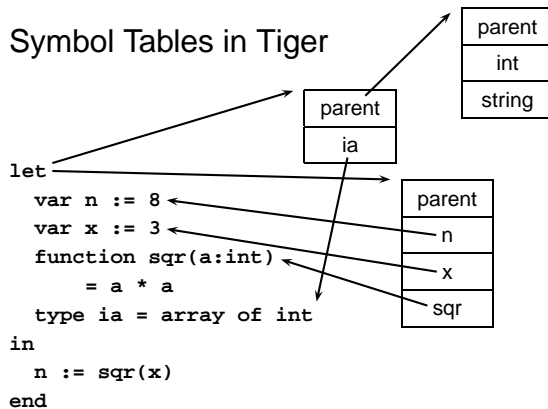 Symbol Tables in Tiger
parent
int
string
parent
ia
let
var n := 8
var x := 3
function sqr(a:int)
= a * a
type ia = array of int
in
n := sqr(x)
end
parent
n
x
sqr